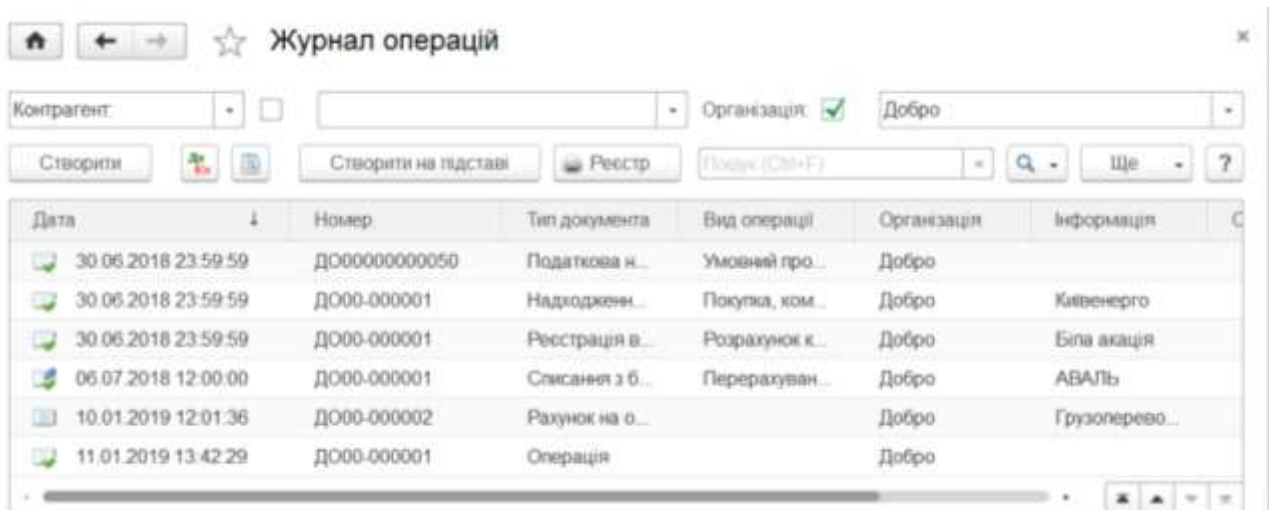 Журнал операцій
Контрагент: Організація: Добро
Створити Створити на підставі Реєстр Пошук (Ctrl+F) Ще ?
Дата ↓ Номер Тип документа Вид операції Організація Інформація С
30.06.2018 23:59:59 ДО00000000050 Податкова н... Умовний про... Добро
30.06.2018 23:59:59 ДО00-000001 Надходженн... Покупка, ком... Добро Київенерго
30.06.2018 23:59:59 ДО00-000001 Реєстрація в... Розрахунок к... Добро Біла акація
06.07.2018 12:00:00 ДО00-000001 Списання з б... Перерахуван... Добро АВАЛЬ
10.01.2019 12:01:36 ДО00-000002 Рахунок на о... Добро Грузоперево...
11.01.2019 13:42:29 ДО00-000001 Операція Добро